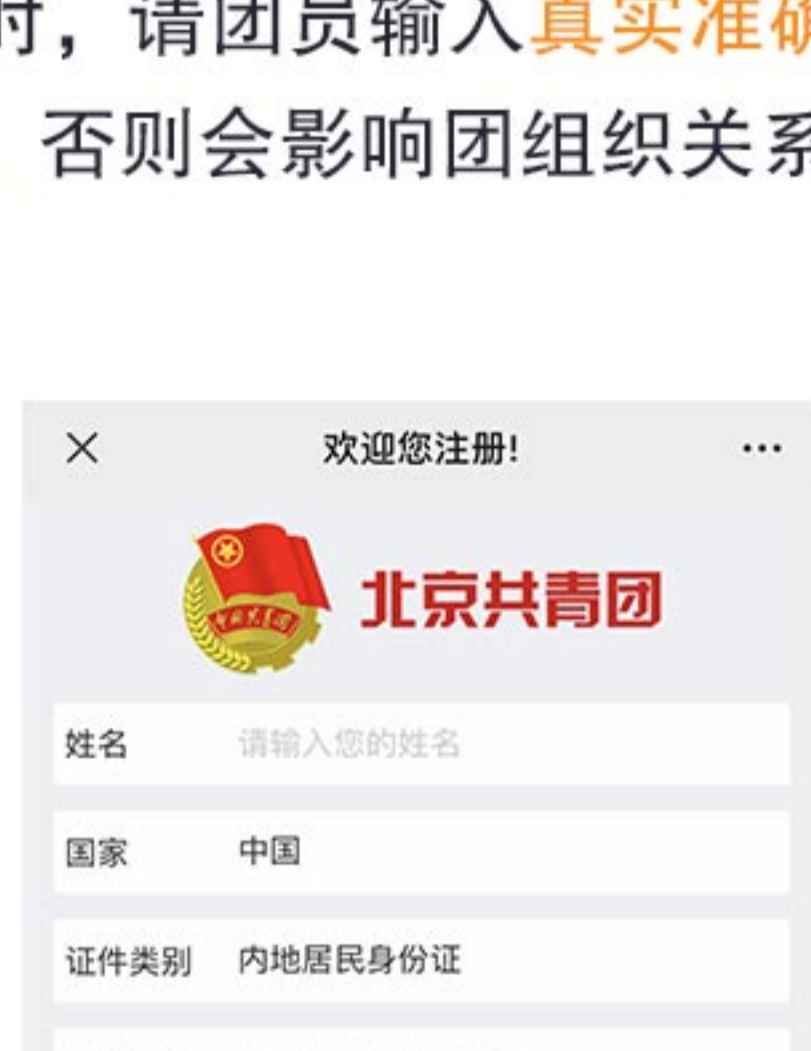 时，请团员输入真实准确
否则会影响团组织关系
欢迎您注册!
北京共青团
姓名 请输入您的姓名
国家 中国
证件类别 内地居民身份证